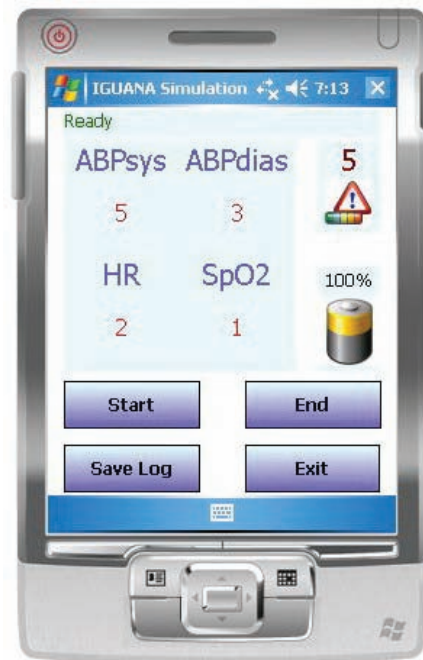 IGUANA Simulation 7:13
Ready
ABPsys ABPdias 5
5 3
HR SpO2 100%
2 1
Start End
Save Log Exit